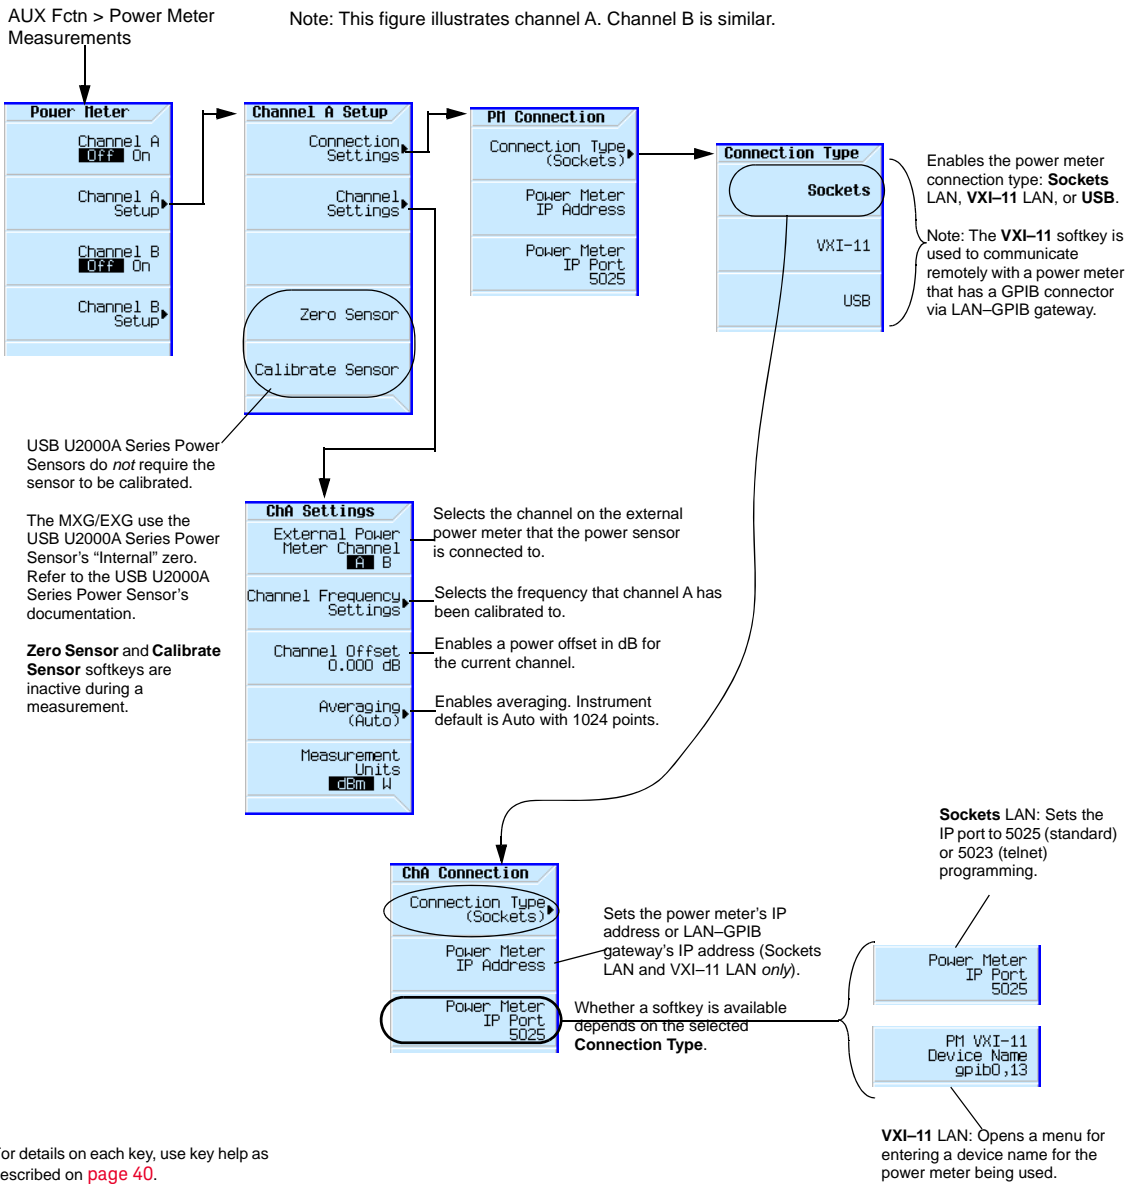 AUX Fctn > Power Meter
Measurements
Note: This figure illustrates channel A. Channel B is similar.
Power Meter
Channel A
Off On
Channel A
Setup
Channel B
Off On
Channel B
Setup
Channel A Setup
Connection
Settings
Channel
Settings
Zero Sensor
Calibrate Sensor
PM Connection
Connection Type
(Sockets)
Power Meter
IP Address
Power Meter
IP Port
5025
Connection Type
Sockets
VXI-11
USB
Enables the power meter
connection type: Sockets
LAN, VXI–11 LAN, or USB.
Note: The VXI–11 softkey is
used to communicate
remotely with a power meter
that has a GPIB connector
via LAN–GPIB gateway.
USB U2000A Series Power
Sensors do not require the
sensor to be calibrated.
The MXG/EXG use the
USB U2000A Series Power
Sensor's “Internal” zero.
Refer to the USB U2000A
Series Power Sensor's
documentation.
Zero Sensor and Calibrate
Sensor softkeys are
inactive during a
measurement.
ChA Settings
External Power
Meter Channel
A B
Channel Frequency
Settings
Channel Offset
0.000 dB
Averaging
(Auto)
Measurement
Units
dBm W
Selects the channel on the external
power meter that the power sensor
is connected to.
Selects the frequency that channel A has
been calibrated to.
Enables a power offset in dB for
the current channel.
Enables averaging. Instrument
default is Auto with 1024 points.
ChA Connection
Connection Type
(Sockets)
Power Meter
IP Address
Power Meter
IP Port
5025
Sets the power meter's IP
address or LAN–GPIB
gateway's IP address (Sockets
LAN and VXI–11 LAN only).
Whether a softkey is available
depends on the selected
Connection Type.
Sockets LAN: Sets the
IP port to 5025 (standard)
or 5023 (telnet)
programming.
Power Meter
IP Port
5025
PM VXI-11
Device Name
gpib0,13
VXI–11 LAN: Opens a menu for
entering a device name for the
power meter being used.
or details on each key, use key help as
escribed on page 40.